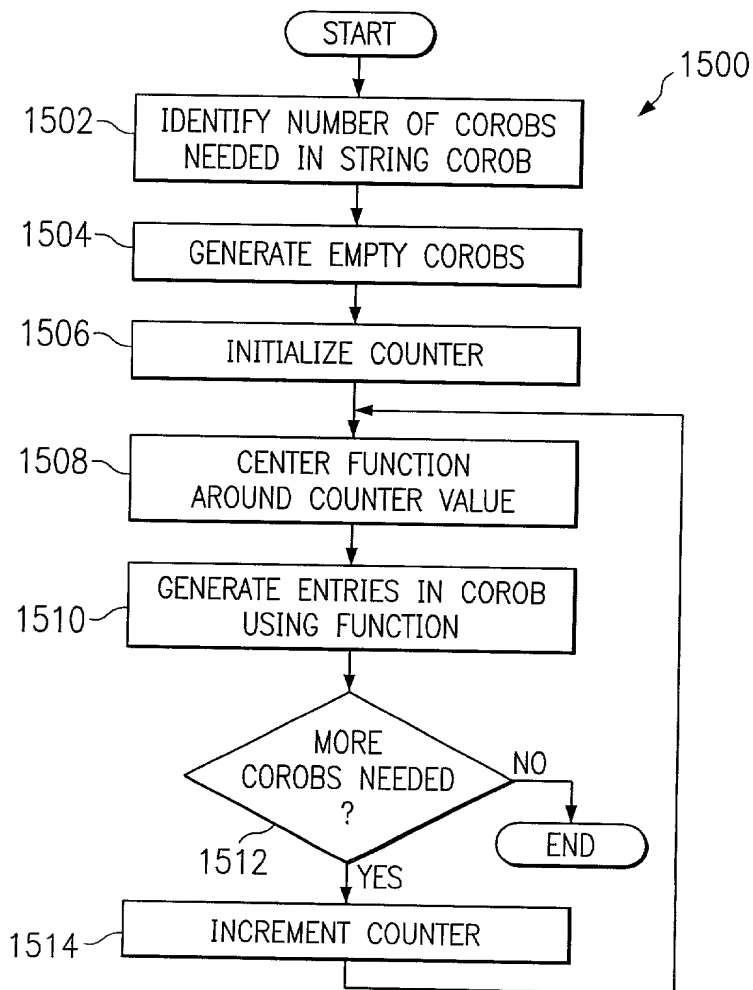 START
1500
1502
IDENTIFY NUMBER OF COROBS
NEEDED IN STRING COROB
1504
GENERATE EMPTY COROBS
1506
INITIALIZE COUNTER
1508
CENTER FUNCTION
AROUND COUNTER VALUE
1510
GENERATE ENTRIES IN COROB
USING FUNCTION
MORE
COROBS NEEDED
?
NO
1512
END
YES
1514
INCREMENT COUNTER